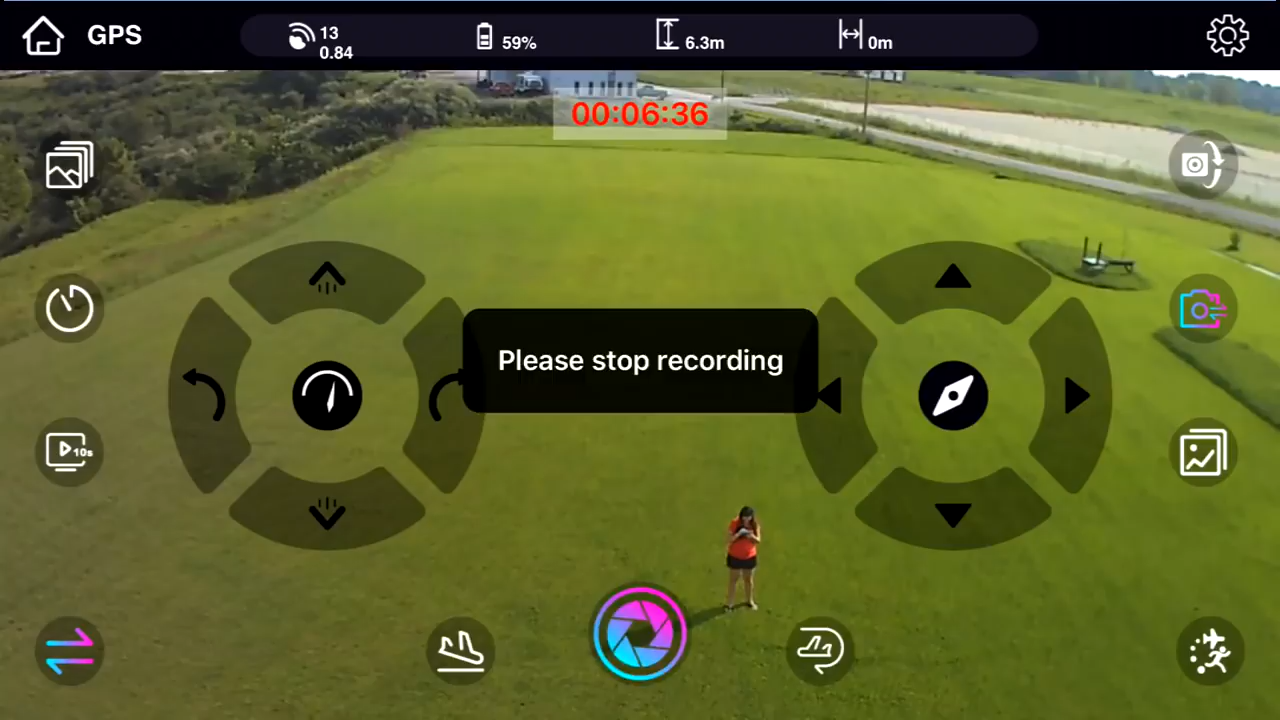 GPS
13
0.84
59%
6.3m
0m
00:06:36
Please stop recording
10s